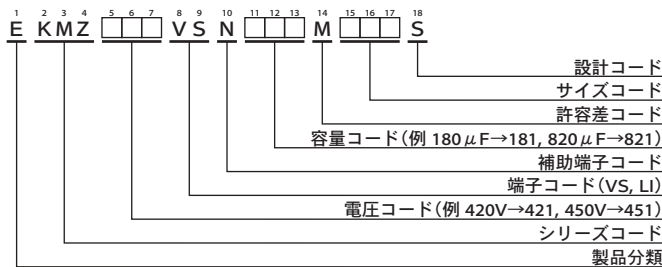 1 2 3 4 5 6 7 8 9 10 11 12 13 14 15 16 17 18
E KMZ □□□ VS N □□□ M □□□ S
設計コード
サイズコード
許容差コード
容量コード(例 180μF→181, 820μF→821)
補助端子コード
端子コード(VS, LI)
電圧コード(例 420V→421, 450V→451)
シリーズコード
製品分類